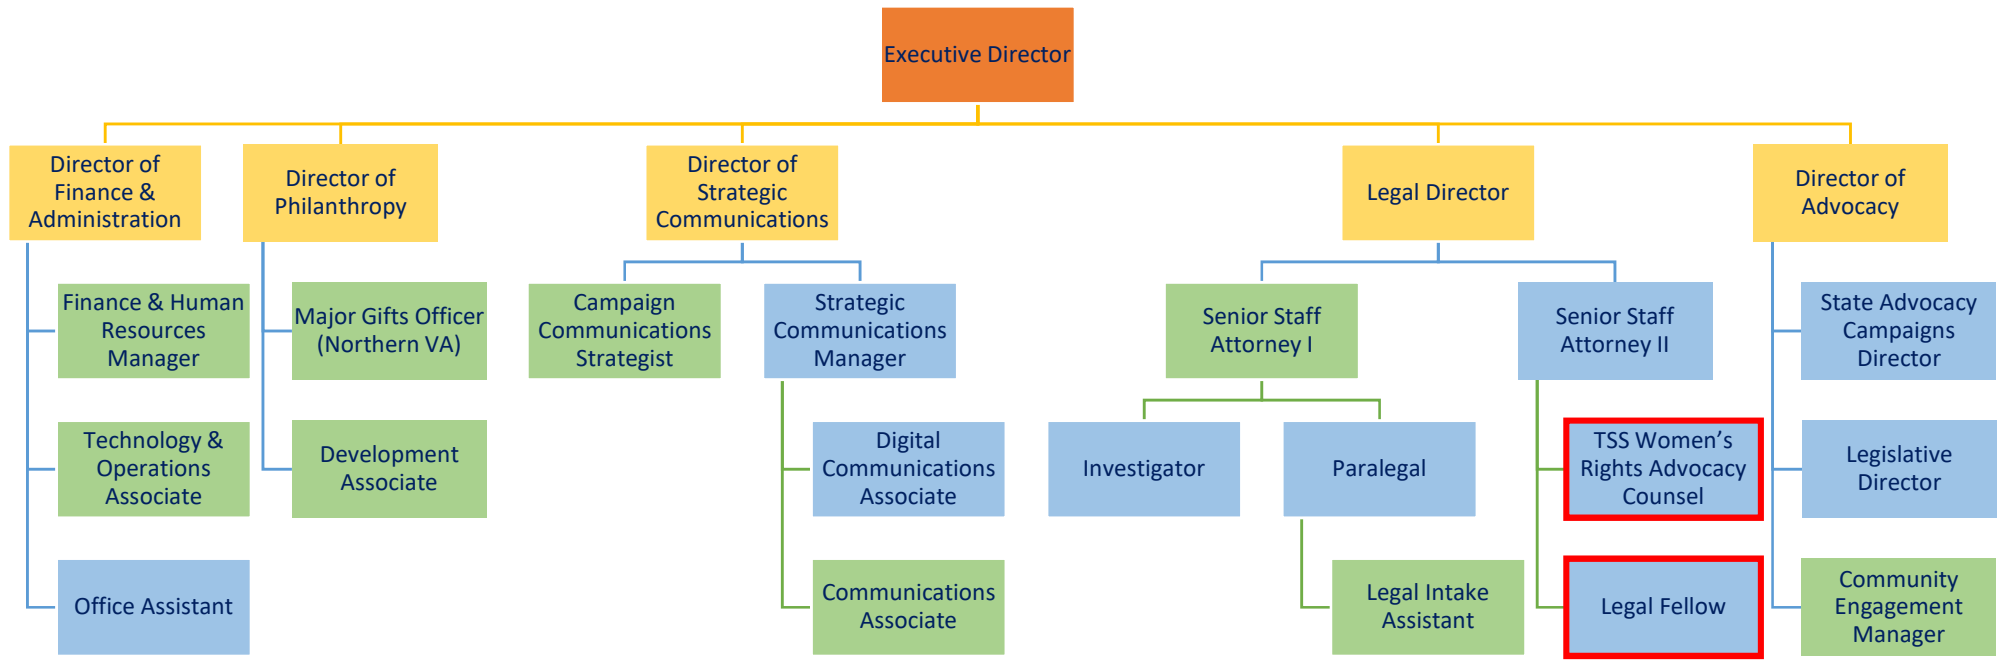 Executive Director
Director of
Finance &
Administration
Director of
Philanthropy
Director of
Strategic
Communications
Legal Director
Director of
Advocacy
Finance & Human
Resources
Manager
Major Gifts Officer
(Northern VA)
Campaign
Communications
Strategist
Strategic
Communications
Manager
Senior Staff
Attorney I
Senior Staff
Attorney II
State Advocacy
Campaigns
Director
Technology &
Operations
Associate
Development
Associate
Digital
Communications
Associate
Investigator
Paralegal
TSS Women’s
Rights Advocacy
Counsel
Legislative
Director
Office Assistant
Communications
Associate
Legal Intake
Assistant
Legal Fellow
Community
Engagement
Manager